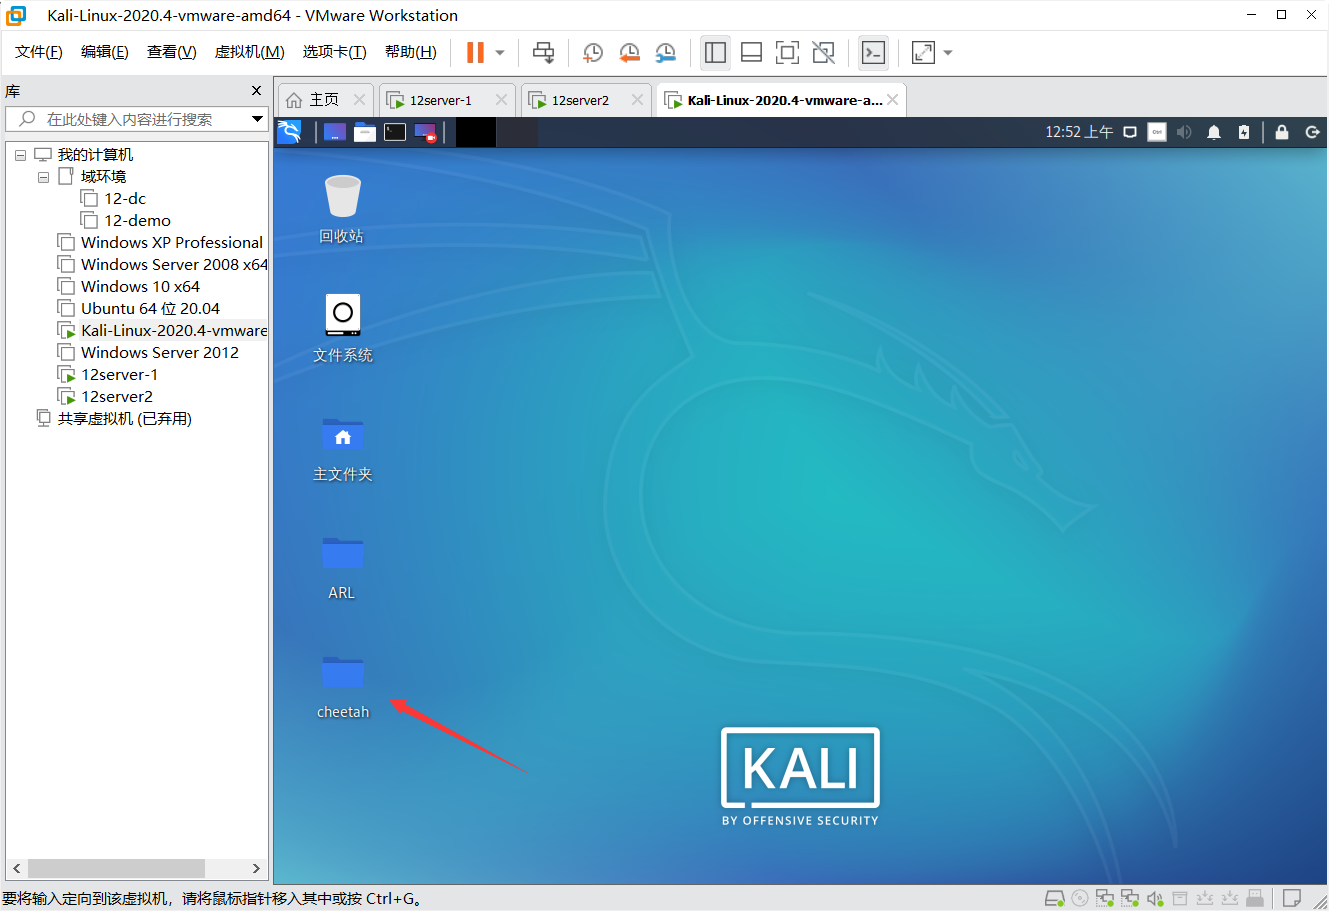 Kali-Linux-2020.4-vmware-amd64 - VMware Workstation
文件(F) 编辑(E) 查看(V) 虚拟机(M) 选项卡(T) 帮助(H)
库
主页 12server-1 12server2 Kali-Linux-2020.4-vmware-a...
在此处键入内容进行搜索
12:52 上午
我的计算机
域环境
12-dc
12-demo
Windows XP Professional
Windows Server 2008 x64
Windows 10 x64
Ubuntu 64 位 20.04
Kali-Linux-2020.4-vmware
Windows Server 2012
12server-1
12server2
共享虚拟机 (已弃用)
回收站
文件系统
主文件夹
ARL
cheetah
KALI
BY OFFENSIVE SECURITY
要将输入定向到该虚拟机，请将鼠标指针移入其中或按 Ctrl+G。